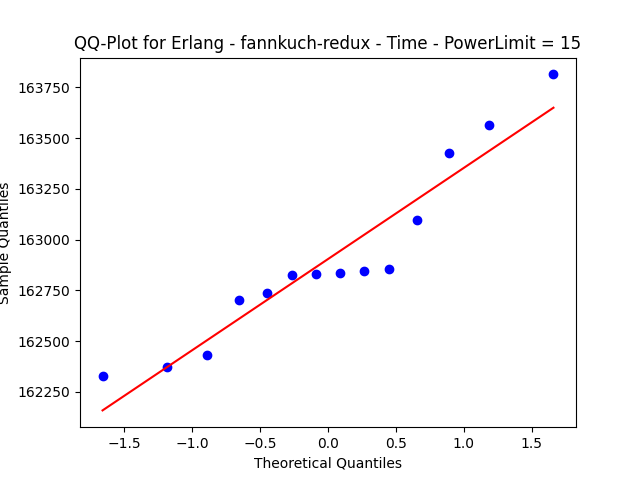 QQ-Plot for Erlang - fannkuch-redux - Time - PowerLimit = 15
163750
163500
163250
163000
162750
162500
162250
Sample Quantiles
−1.5 −1.0 −0.5 0.0 0.5 1.0 1.5
Theoretical Quantiles